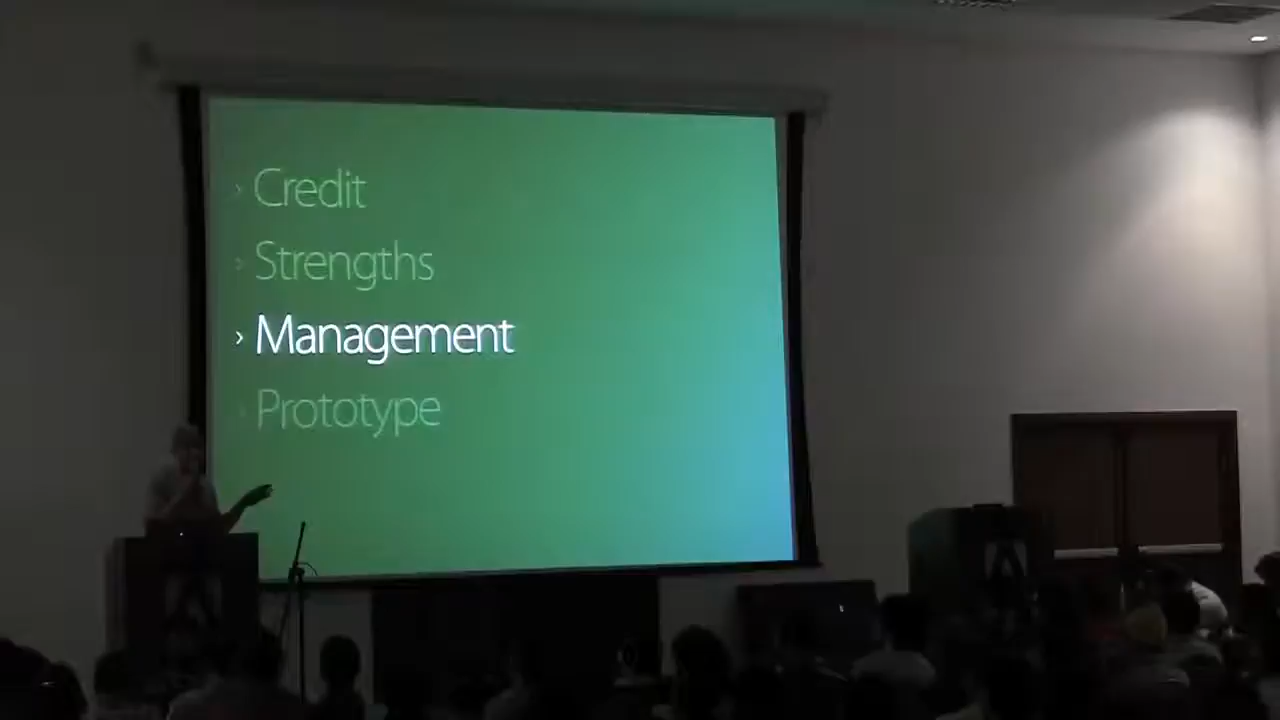 › Credit
› Strengths
› Management
› Prototype